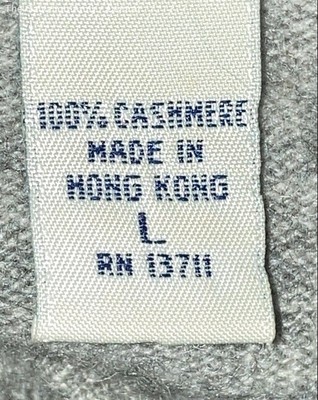 100% CASHMERE
MADE IN
HONG KONG
L
RN 13711